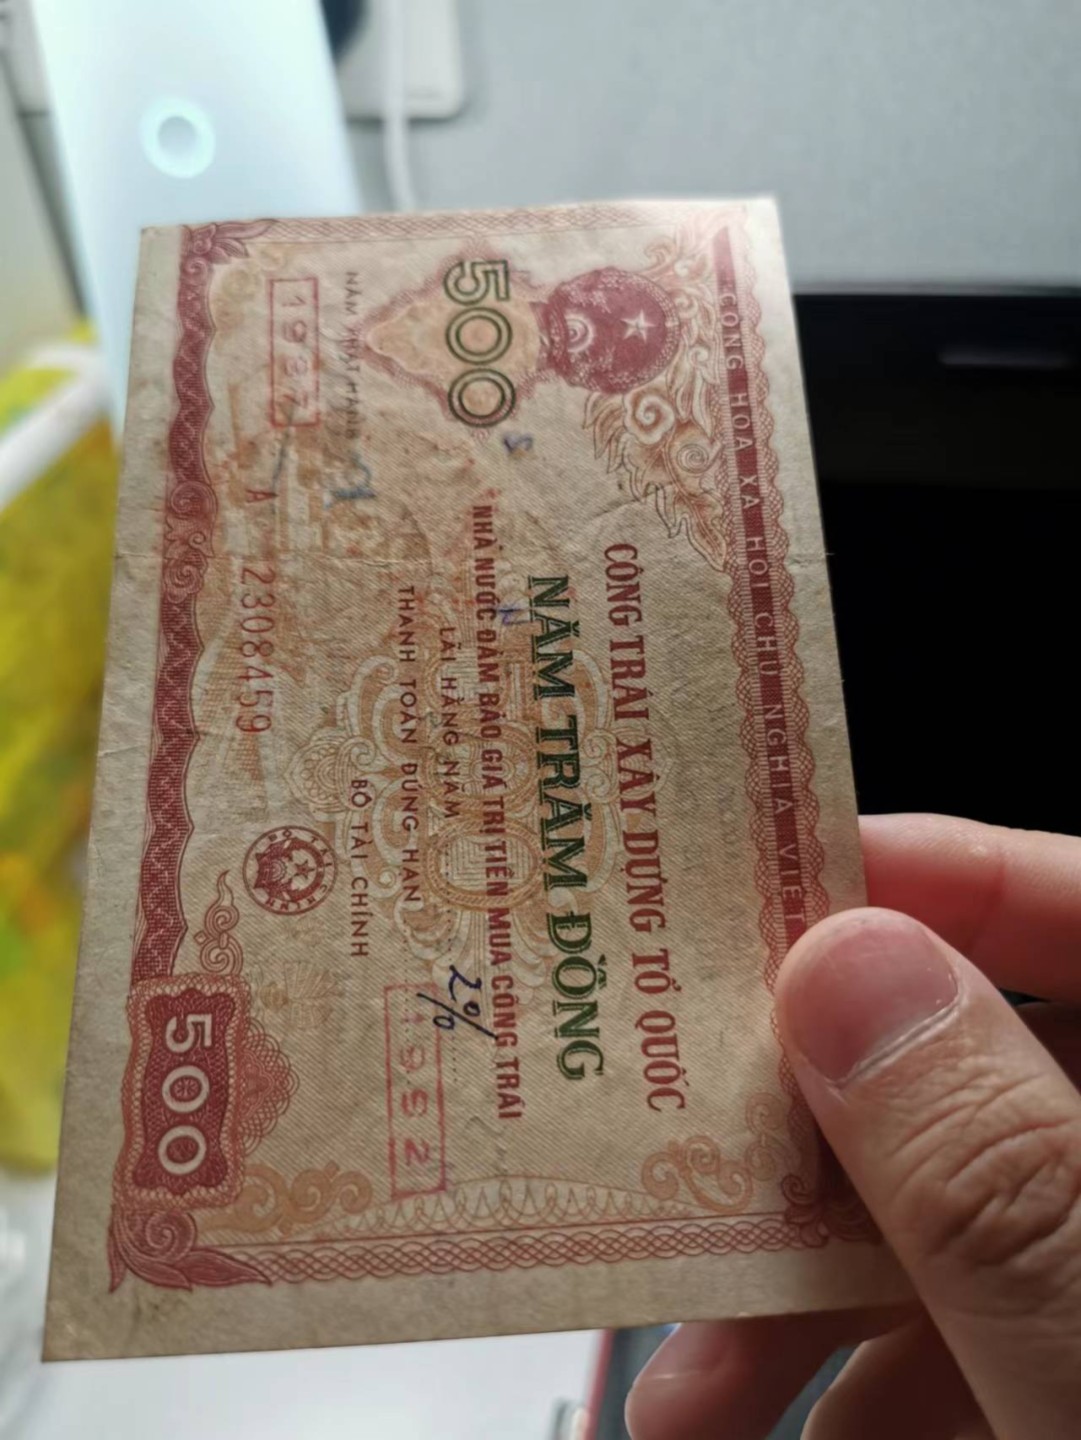 CỘNG HÒA XÃ HỘI CHỦ NGHĨA VIỆT
CÔNG TRÁI XÂY DỰNG TỔ QUỐC
500
NĂM TRĂM ĐỒNG
NHÀ NƯỚC ĐẢM BẢO GIÁ TRỊ TIỀN MUA CÔNG TRÁI
LÃI HÀNG NĂM 2%
THANH TOÁN ĐÚNG HẠN
NĂM PHÁT HÀNH
BỘ TÀI CHÍNH
A 2308459
500